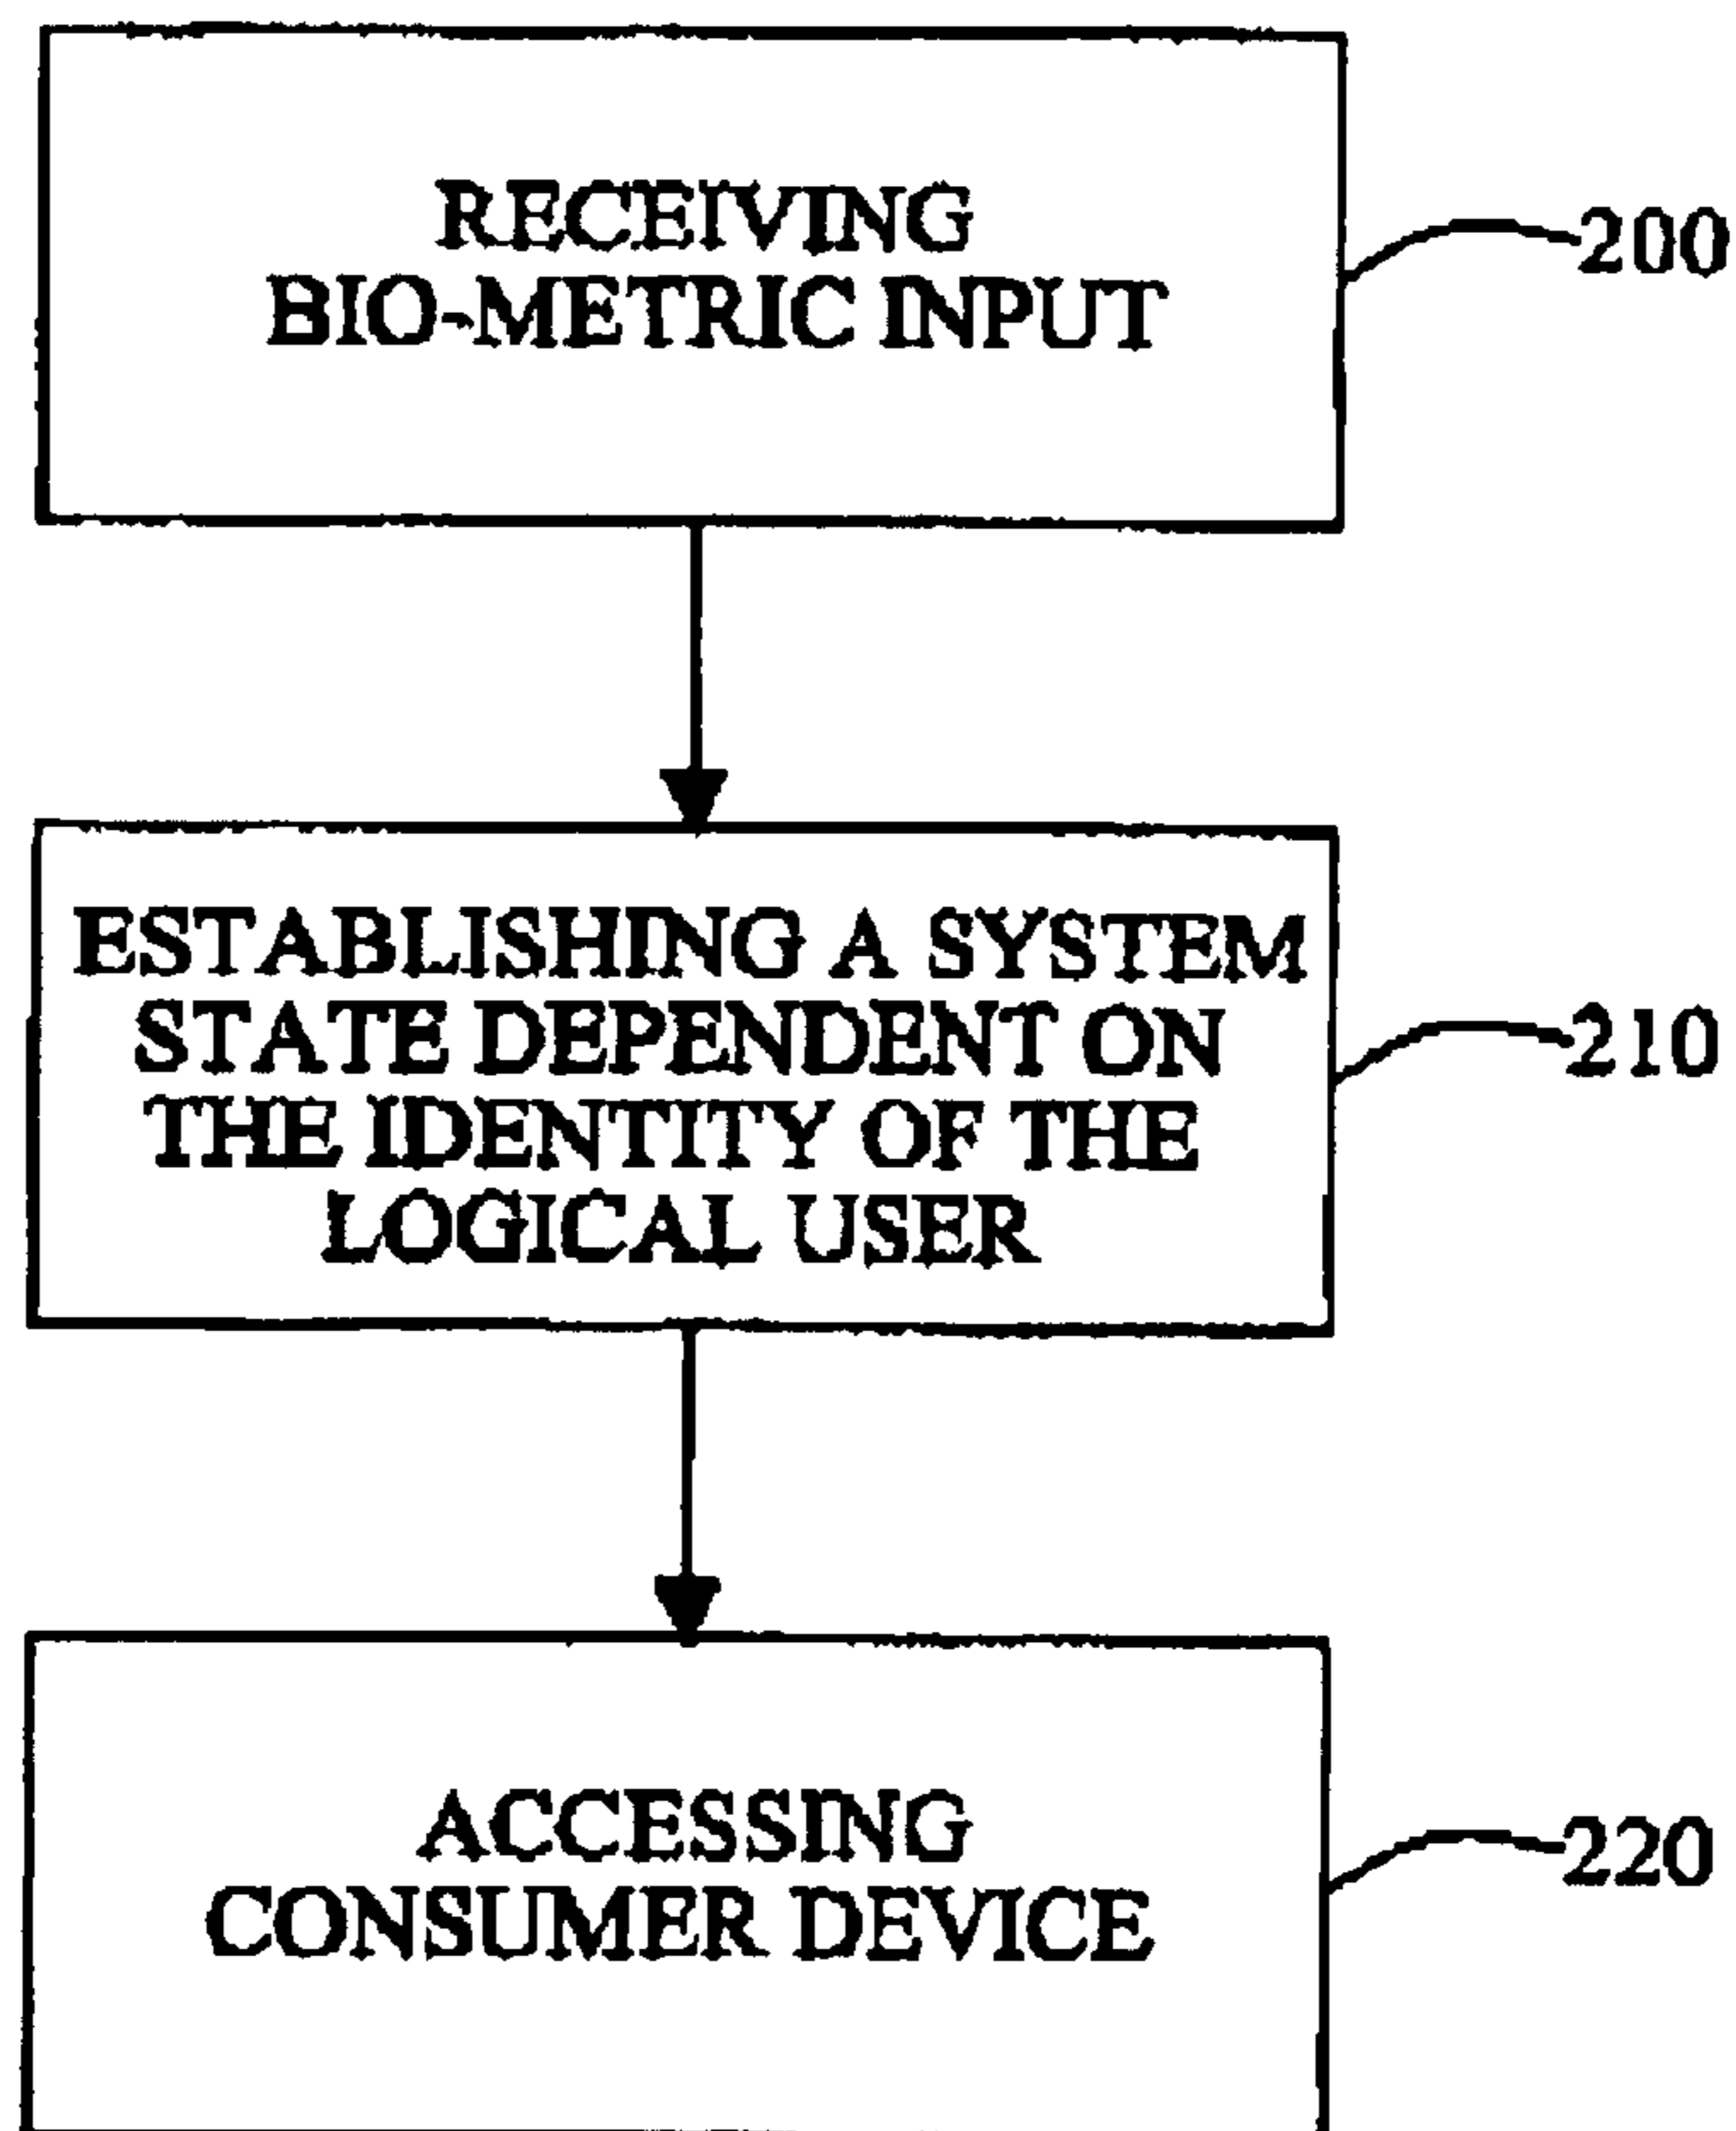 RECEIVING
BIO-METRIC INPUT
200
ESTABLISHING A SYSTEM
STATE DEPENDENT ON
THE IDENTITY OF THE
LOGICAL USER
210
ACCESSING
CONSUMER DEVICE
220